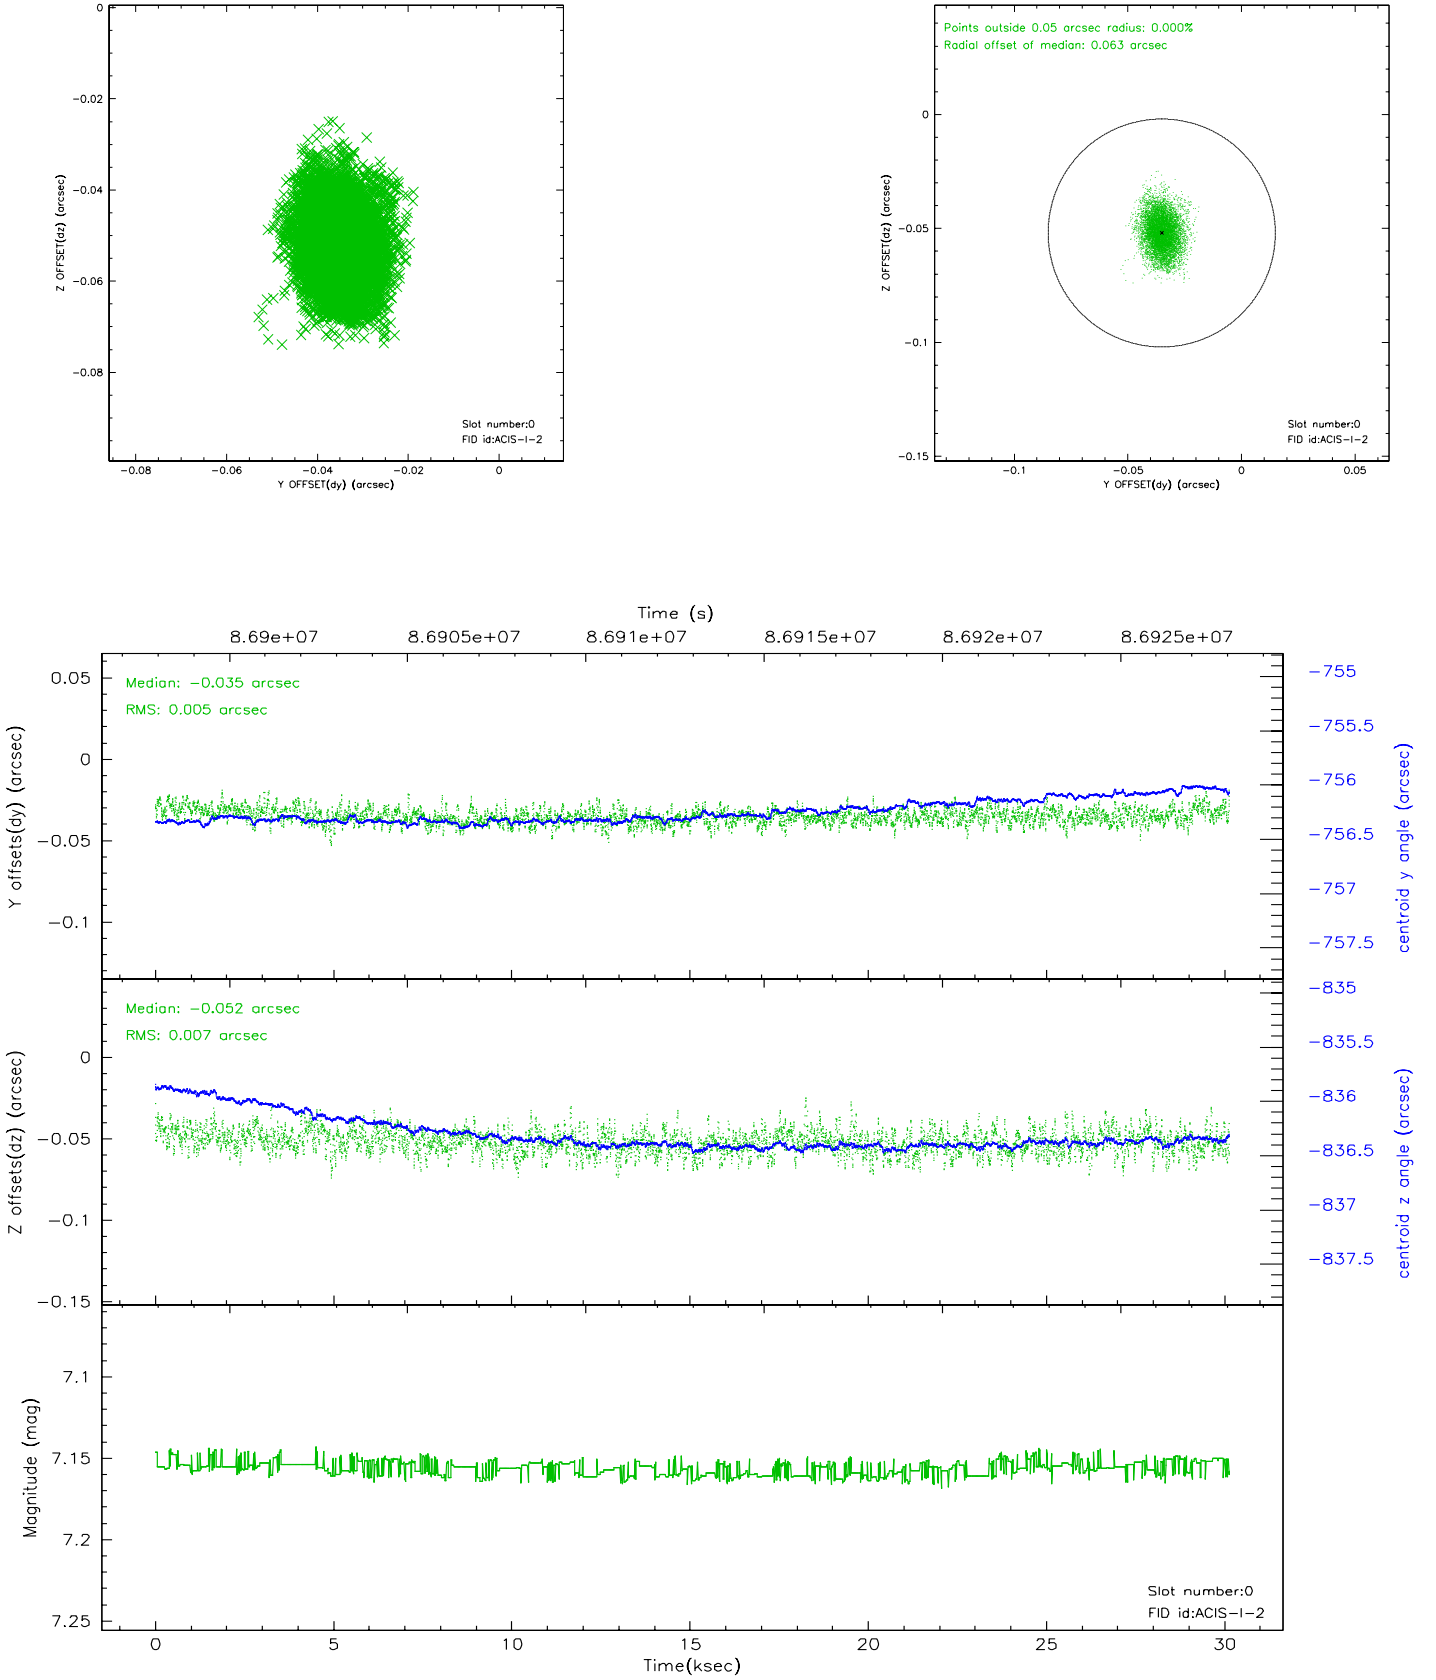 0
-0.02
-0.04
-0.06
-0.08
Z OFFSET(dz) (arcsec)
Slot number:0
FID id:ACIS-I-2
-0.08 -0.06 -0.04 -0.02 0
Y OFFSET(dy) (arcsec)
Points outside 0.05 arcsec radius: 0.000%
Radial offset of median: 0.063 arcsec
0
-0.05
-0.1
-0.15
Z OFFSET(dz) (arcsec)
Slot number:0
FID id:ACIS-I-2
-0.1 -0.05 0 0.05
Y OFFSET(dy) (arcsec)
Time (s)
8.69e+07 8.6905e+07 8.691e+07 8.6915e+07 8.692e+07 8.6925e+07
Median: -0.035 arcsec
RMS: 0.005 arcsec
0.05
0
-0.05
-0.1
Y offsets(dy) (arcsec)
-755
-755.5
-756
-756.5
-757
-757.5
centroid y angle (arcsec)
Median: -0.052 arcsec
RMS: 0.007 arcsec
0
-0.05
-0.1
-0.15
Z offsets(dz) (arcsec)
-835
-835.5
-836
-836.5
-837
-837.5
centroid z angle (arcsec)
7.1
7.15
7.2
7.25
Magnitude (mag)
Slot number:0
FID id:ACIS-I-2
0 5 10 15 20 25 30
Time(ksec)